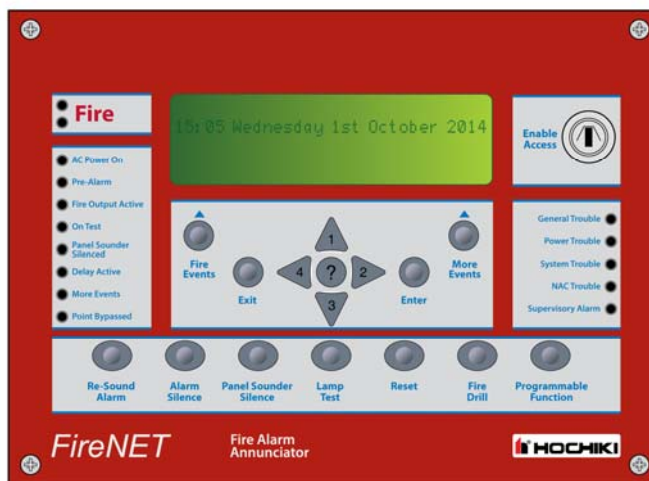 Fire
15:05 Wednesday 1st October 2014
Enable
Access
AC Power On
Pre-Alarm
Fire Output Active
On Test
Panel Sounder
Silenced
Delay Active
More Events
Point Bypassed
Fire
Events
Exit
1
4
?
2
3
Enter
More
Events
General Trouble
Power Trouble
System Trouble
NAC Trouble
Supervisory Alarm
Re-Sound
Alarm
Alarm
Silence
Panel Sounder
Silence
Lamp
Test
Reset
Fire
Drill
Programmable
Function
FireNET
Fire Alarm
Annunciator
HOCHIKI